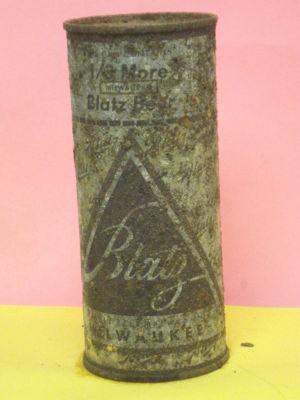 1/3 More
Blatz Beer
Blatz
MILWAUKEE